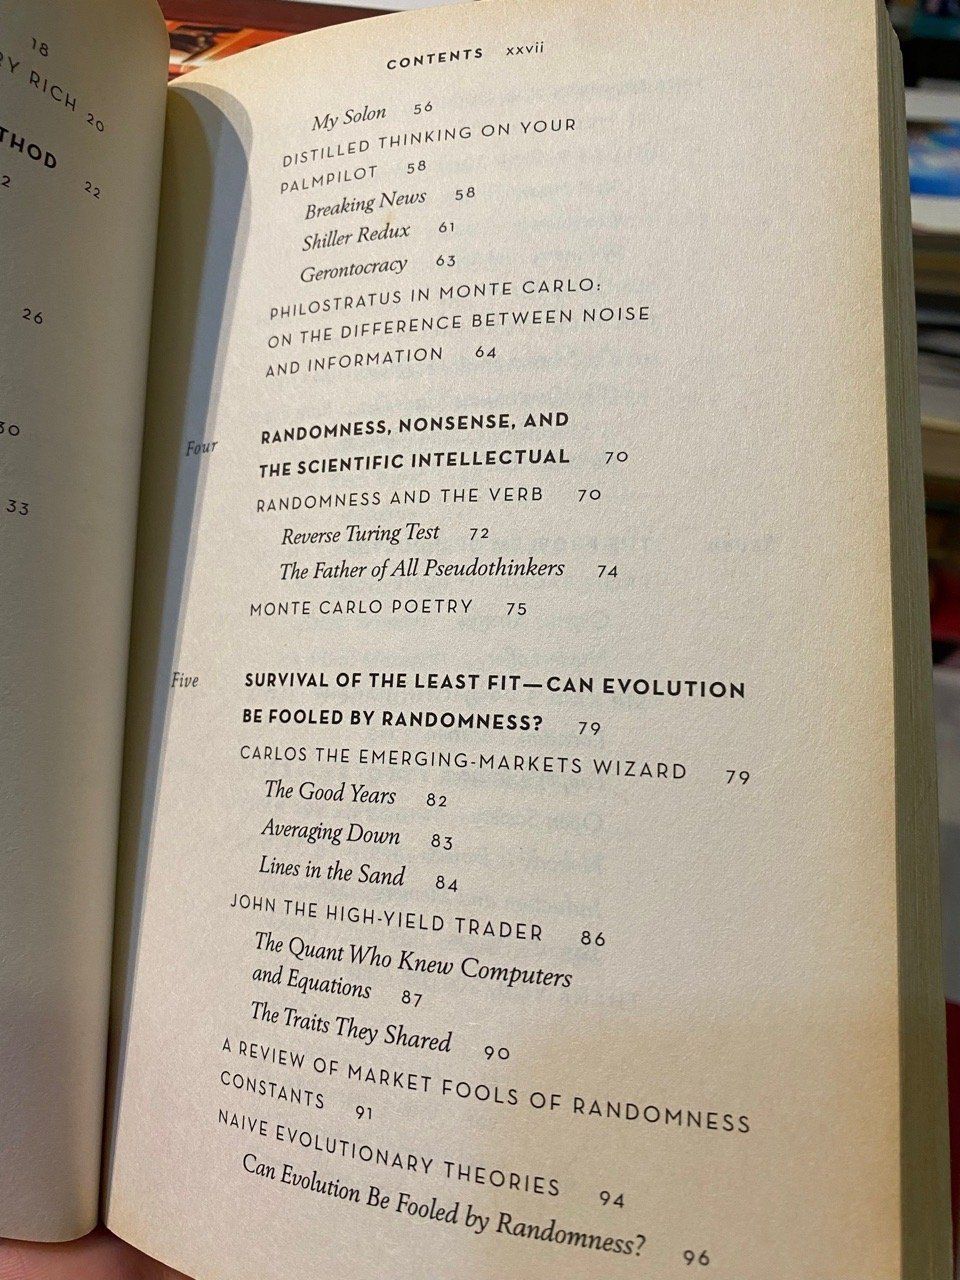 18
RY RICH 20
THOD
2 22
26
30
33
CONTENTS xxvii
My Solon 56
DISTILLED THINKING ON YOUR
PALMPILOT 58
Breaking News 58
Shiller Redux 61
Gerontocracy 63
PHILOSTRATUS IN MONTE CARLO:
ON THE DIFFERENCE BETWEEN NOISE
AND INFORMATION 64
Four RANDOMNESS, NONSENSE, AND
THE SCIENTIFIC INTELLECTUAL 70
RANDOMNESS AND THE VERB 70
Reverse Turing Test 72
The Father of All Pseudothinkers 74
MONTE CARLO POETRY 75
Five SURVIVAL OF THE LEAST FIT—CAN EVOLUTION
BE FOOLED BY RANDOMNESS? 79
CARLOS THE EMERGING-MARKETS WIZARD 79
The Good Years 82
Averaging Down 83
Lines in the Sand 84
JOHN THE HIGH-YIELD TRADER 86
The Quant Who Knew Computers
and Equations 87
The Traits They Shared 90
A REVIEW OF MARKET FOOLS OF RANDOMNESS
CONSTANTS 91
NAIVE EVOLUTIONARY THEORIES 94
Can Evolution Be Fooled by Randomness? 96